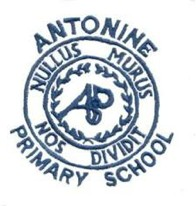 ANTONINE
NULLUS MURUS
APS
NOS DIVIDIT
PRIMARY SCHOOL